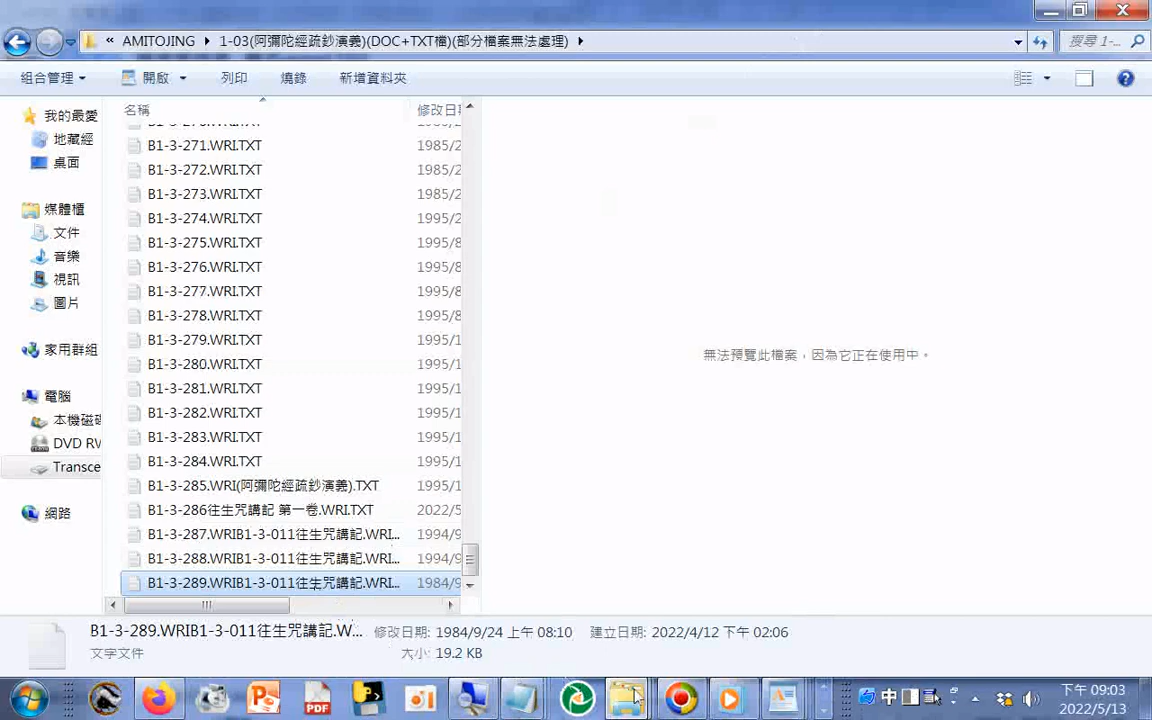 « AMITOJING ▸ 1-03(阿彌陀經疏鈔演義)(DOC+TXT檔)(部分檔案無法處理) ▸
搜尋 1-...
組合管理 開啟 列印 燒錄 新增資料夾
我的最愛
地藏經
桌面
媒體櫃
文件
音樂
視訊
圖片
家用群組
電腦
本機磁碟
DVD RW
Transce
網路
名稱 修改日期
B1-3-271.WRI.TXT 1985/2
B1-3-272.WRI.TXT 1985/2
B1-3-273.WRI.TXT 1985/2
B1-3-274.WRI.TXT 1995/2
B1-3-275.WRI.TXT 1995/8
B1-3-276.WRI.TXT 1995/8
B1-3-277.WRI.TXT 1995/8
B1-3-278.WRI.TXT 1995/8
B1-3-279.WRI.TXT 1995/1
B1-3-280.WRI.TXT 1995/1
B1-3-281.WRI.TXT 1995/1
B1-3-282.WRI.TXT 1995/1
B1-3-283.WRI.TXT 1995/1
B1-3-284.WRI.TXT 1995/1
B1-3-285.WRI(阿彌陀經疏鈔演義).TXT 1995/1
B1-3-286往生咒講記 第一卷.WRI.TXT 2022/5
B1-3-287.WRIB1-3-011往生咒講記.WRI... 1994/9
B1-3-288.WRIB1-3-011往生咒講記.WRI... 1994/9
B1-3-289.WRIB1-3-011往生咒講記.WRI... 1984/9
無法預覽此檔案，因為它正在使用中。
B1-3-289.WRIB1-3-011往生咒講記.W... 修改日期: 1984/9/24 上午 08:10 建立日期: 2022/4/12 下午 02:06
文字文件 大小: 19.2 KB
PDF
中
下午 09:03
2022/5/13